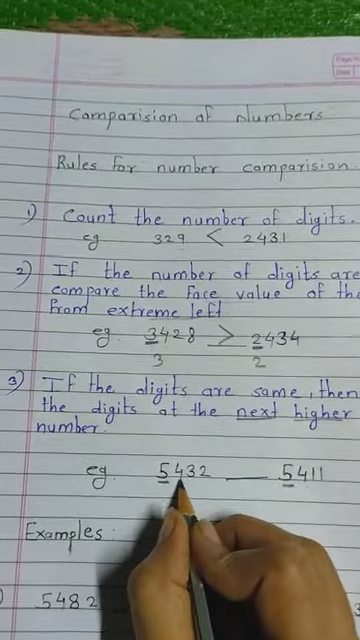 Comparision of Numbers
Rules for number comparision.
1) Count the number of digits.
eg 329 < 2431
2) If the number of digits are
compare the face value of the
from extreme left.
eg. 3428 > 2434
3 2
3) If the digits are same, then
the digits at the next higher
number.
eg. 5432 ___ 5411
Examples:
5482